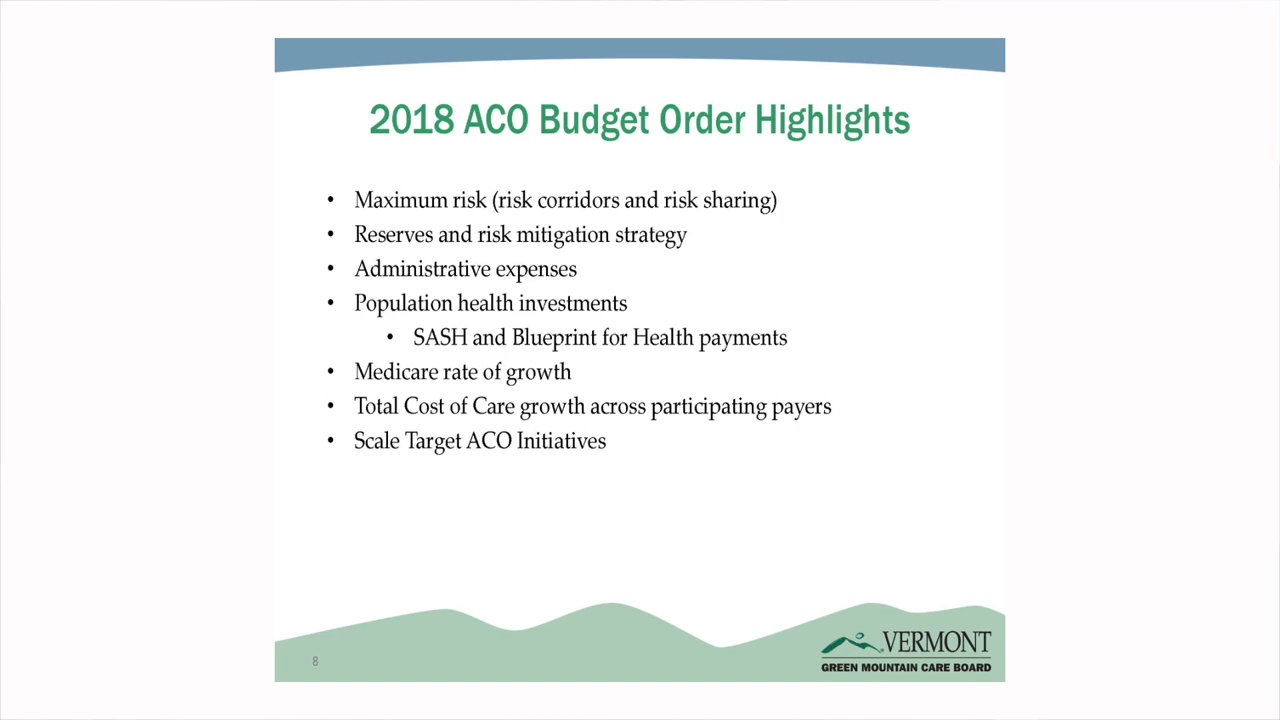 2018 ACO Budget Order Highlights
• Maximum risk (risk corridors and risk sharing)
• Reserves and risk mitigation strategy
• Administrative expenses
• Population health investments
• SASH and Blueprint for Health payments
• Medicare rate of growth
• Total Cost of Care growth across participating payers
• Scale Target ACO Initiatives
8
VERMONT
GREEN MOUNTAIN CARE BOARD